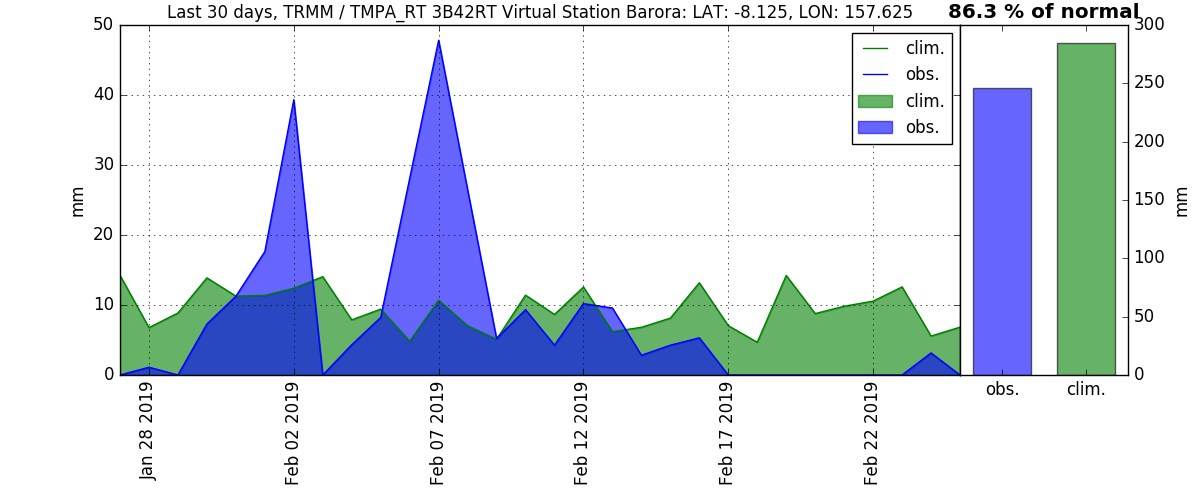 Last 30 days, TRMM / TMPA_RT 3B42RT Virtual Station Barora: LAT: -8.125, LON: 157.625
86.3 % of normal
50
40
30
20
10
0
mm
clim.
obs.
clim.
obs.
Jan 28 2019
Feb 02 2019
Feb 07 2019
Feb 12 2019
Feb 17 2019
Feb 22 2019
300
250
200
150
100
50
0
mm
obs.
clim.